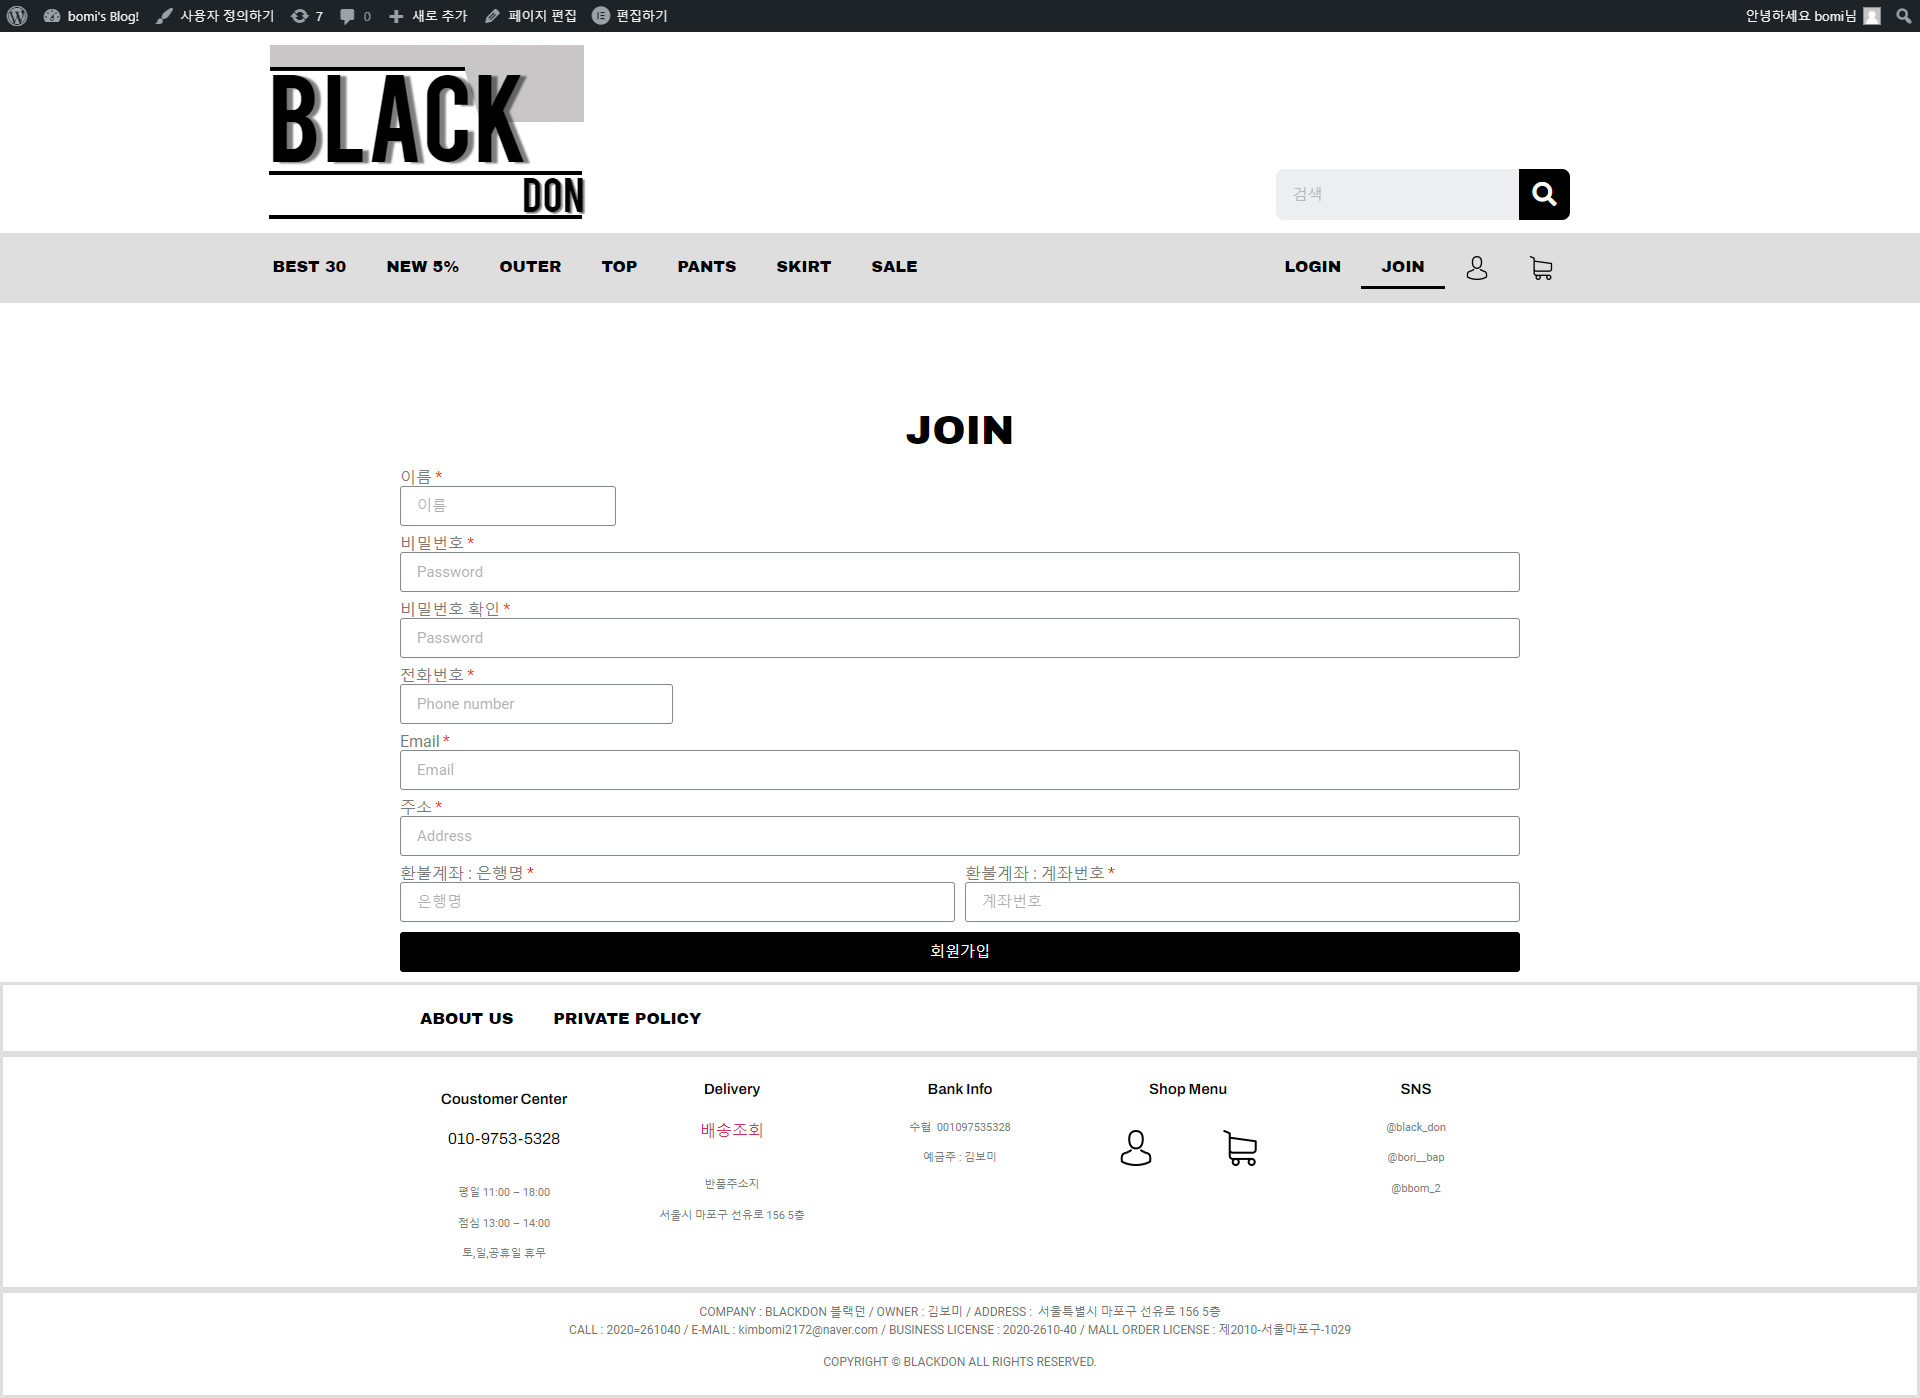 bomi's Blog! 사용자 정의하기 7 0 새로 추가 페이지 편집 편집하기 안녕하세요 bomi님
BLACK
DON
검색
BEST 30 NEW 5% OUTER TOP PANTS SKIRT SALE LOGIN JOIN
JOIN
이름 *
이름
비밀번호 *
Password
비밀번호 확인 *
Password
전화번호 *
Phone number
Email *
Email
주소 *
Address
환불계좌 : 은행명 * 환불계좌 : 계좌번호 *
은행명 계좌번호
회원가입
ABOUT US PRIVATE POLICY
Coustomer Center
010-9753-5328
평일 11:00 – 18:00
점심 13:00 – 14:00
토,일,공휴일 휴무
Delivery
배송조회
반품주소지
서울시 마포구 선유로 156 5층
Bank Info
수협 001097535328
예금주 : 김보미
Shop Menu
SNS
@black_don
@bori__bap
@bbom_2
COMPANY : BLACKDON 블랙던 / OWNER : 김보미 / ADDRESS : 서울특별시 마포구 선유로 156 5층
CALL : 2020=261040 / E-MAIL : kimbomi2172@naver.com / BUSINESS LICENSE : 2020-2610-40 / MALL ORDER LICENSE : 제2010-서울마포구-1029
COPYRIGHT © BLACKDON ALL RIGHTS RESERVED.